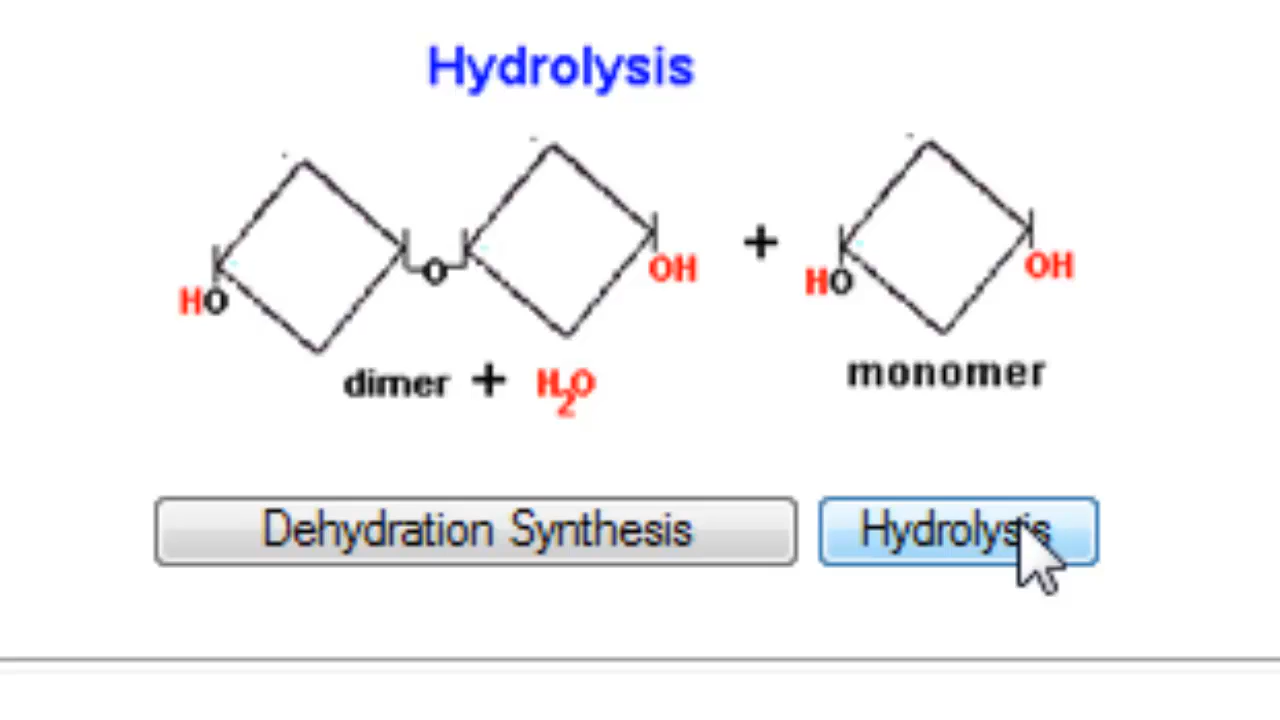 Hydrolysis
HO O OH + HO OH
dimer + H2O monomer
Dehydration Synthesis Hydrolysis